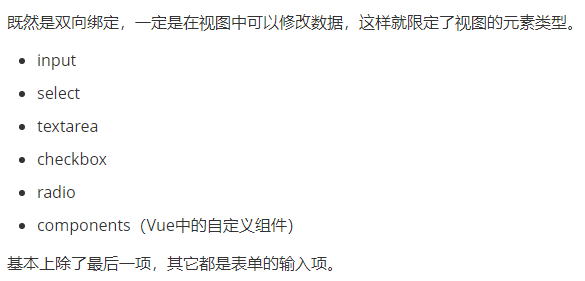 既然是双向绑定，一定是在视图中可以修改数据，这样就限定了视图的元素类型。
input
select
textarea
checkbox
radio
components（Vue中的自定义组件）
基本上除了最后一项，其它都是表单的输入项。